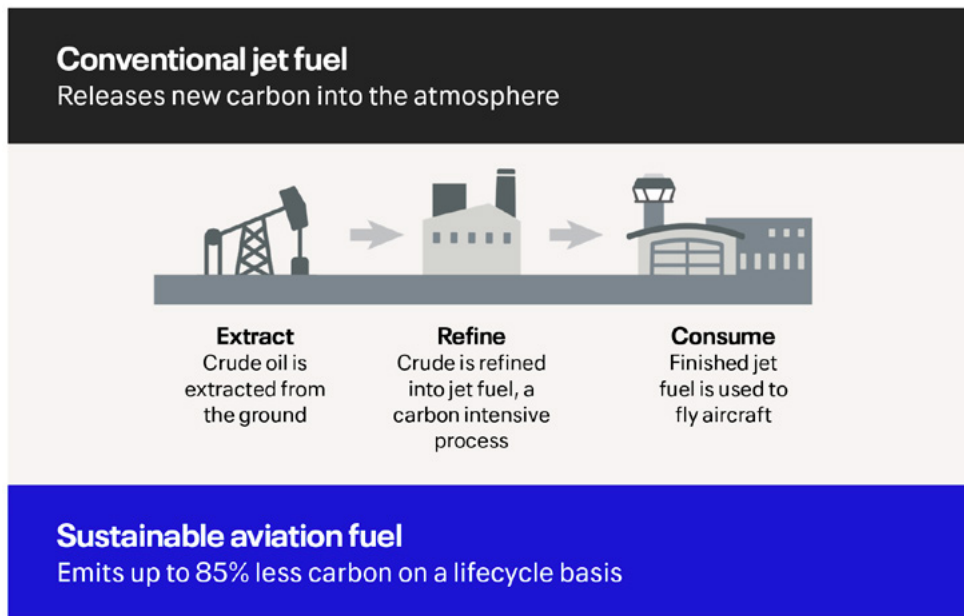 Conventional jet fuel
Releases new carbon into the atmosphere
Extract
Crude oil is
extracted from
the ground
Refine
Crude is refined
into jet fuel, a
carbon intensive
process
Consume
Finished jet
fuel is used to
fly aircraft
Sustainable aviation fuel
Emits up to 85% less carbon on a lifecycle basis